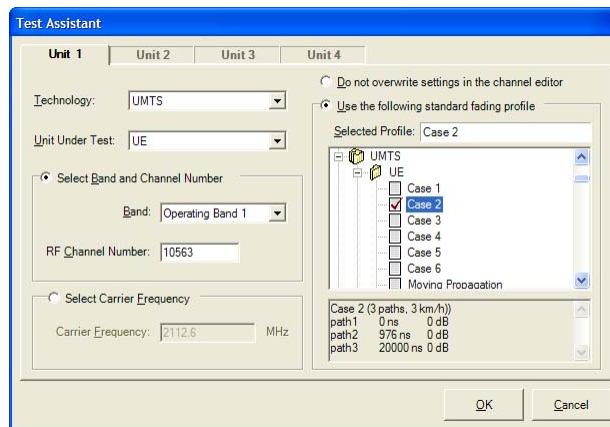 Test Assistant
Unit 1
Unit 2
Unit 3
Unit 4
Technology: UMTS
Unit Under Test: UE
Select Band and Channel Number
Band: Operating Band 1
RF Channel Number: 10563
Select Carrier Frequency
Carrier Frequency: 2112.6 MHz
Do not overwrite settings in the channel editor
Use the following standard fading profile
Selected Profile: Case 2
UMTS
UE
Case 1
Case 2
Case 3
Case 4
Case 5
Case 6
Moving Propagation
Case 2 (3 paths, 3 km/h))
path1 0 ns 0 dB
path2 976 ns 0 dB
path3 20000 ns 0 dB
OK
Cancel